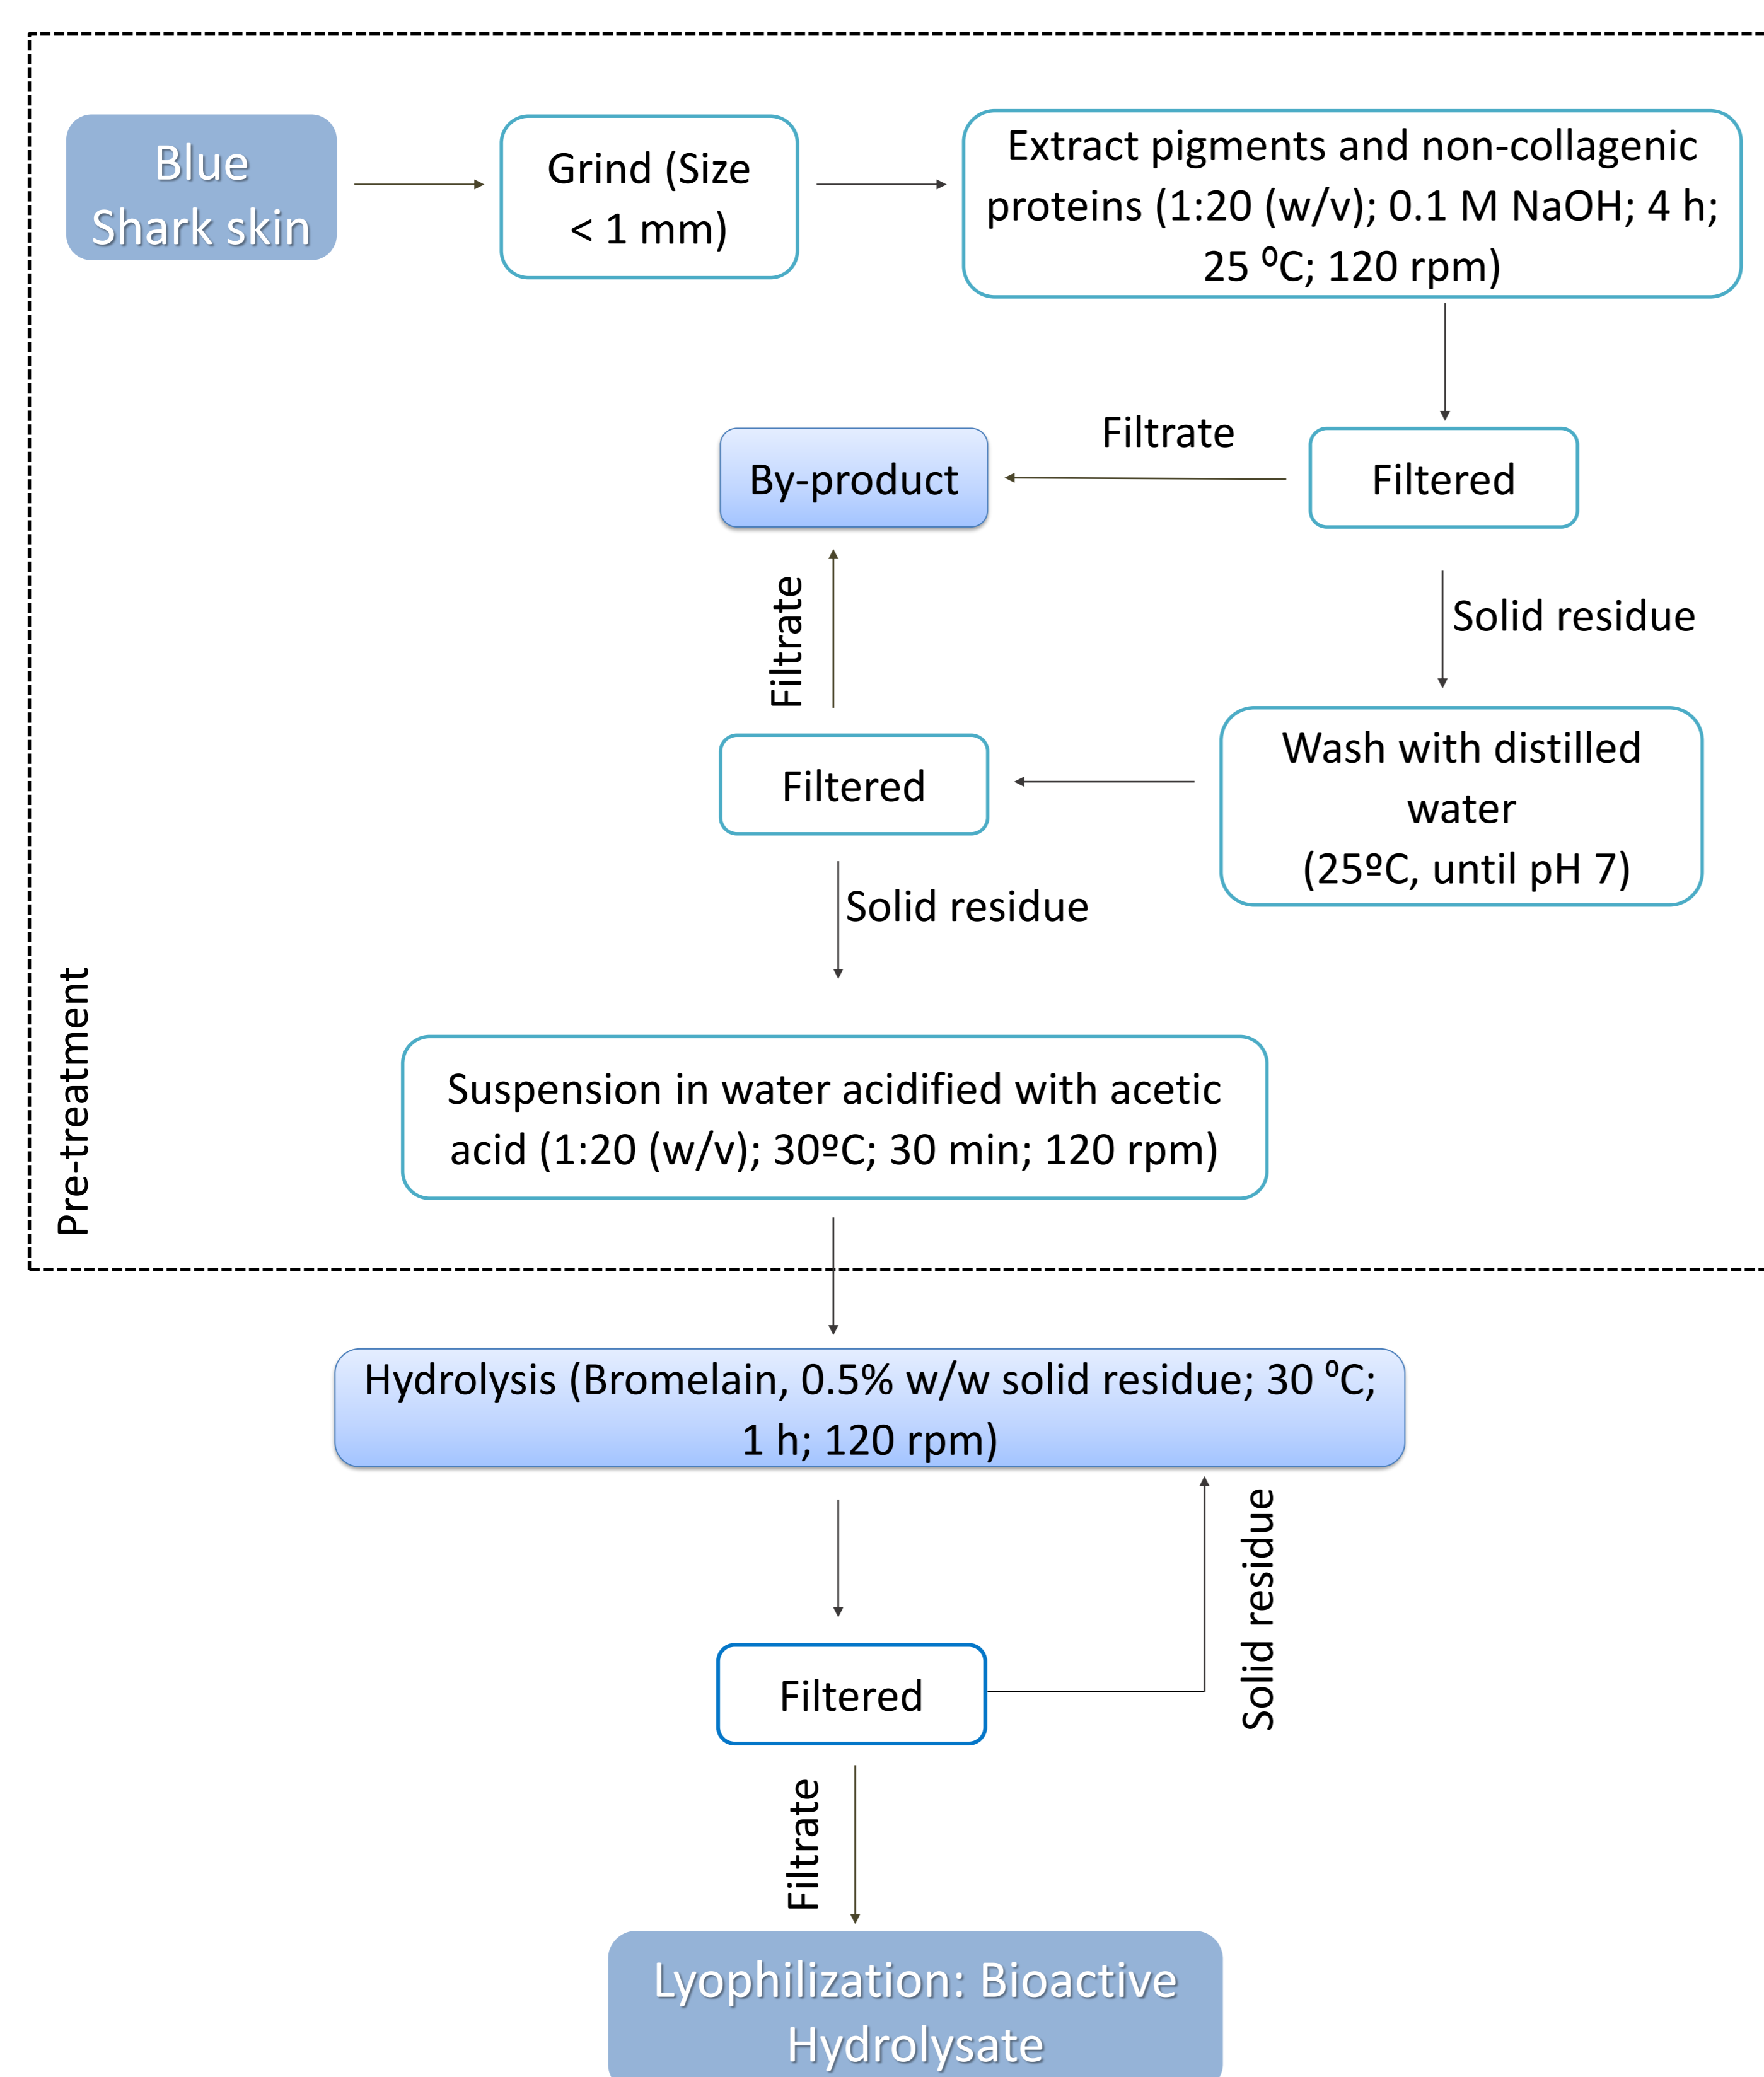 Blue
Shark skin
Grind (Size
< 1 mm)
Extract pigments and non-collagenic
proteins (1:20 (w/v); 0.1 M NaOH; 4 h;
25 ⁰C; 120 rpm)
By-product
Filtrate
Filtered
Filtrate
Solid residue
Filtered
Wash with distilled
water
(25ºC, until pH 7)
Solid residue
Pre-treatment
Suspension in water acidified with acetic
acid (1:20 (w/v); 30ºC; 30 min; 120 rpm)
Hydrolysis (Bromelain, 0.5% w/w solid residue; 30 ⁰C;
1 h; 120 rpm)
Solid residue
Filtered
Filtrate
Lyophilization: Bioactive
Hydrolysate